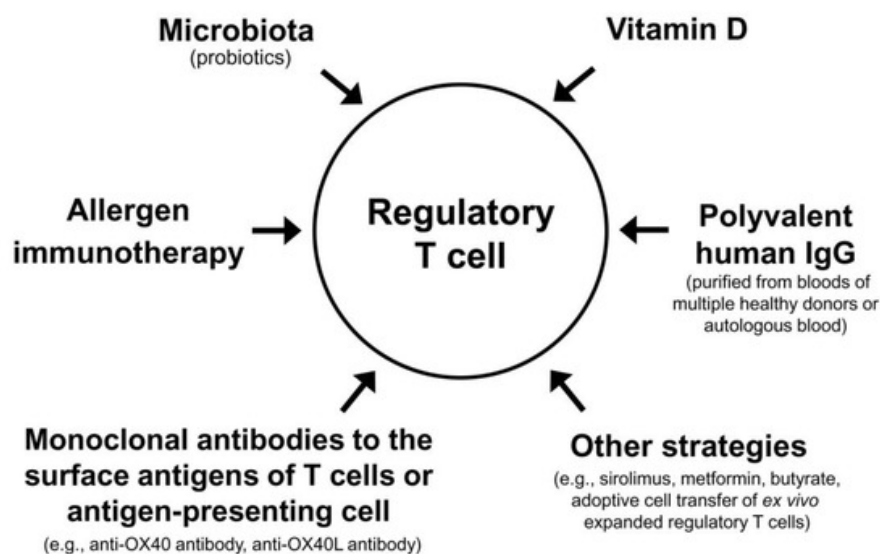 Microbiota
(probiotics)
Vitamin D
Allergen
immunotherapy
Regulatory
T cell
Polyvalent
human IgG
(purified from bloods of
multiple healthy donors or
autologous blood)
Monoclonal antibodies to the
surface antigens of T cells or
antigen-presenting cell
(e.g., anti-OX40 antibody, anti-OX40L antibody)
Other strategies
(e.g., sirolimus, metformin, butyrate,
adoptive cell transfer of ex vivo
expanded regulatory T cells)